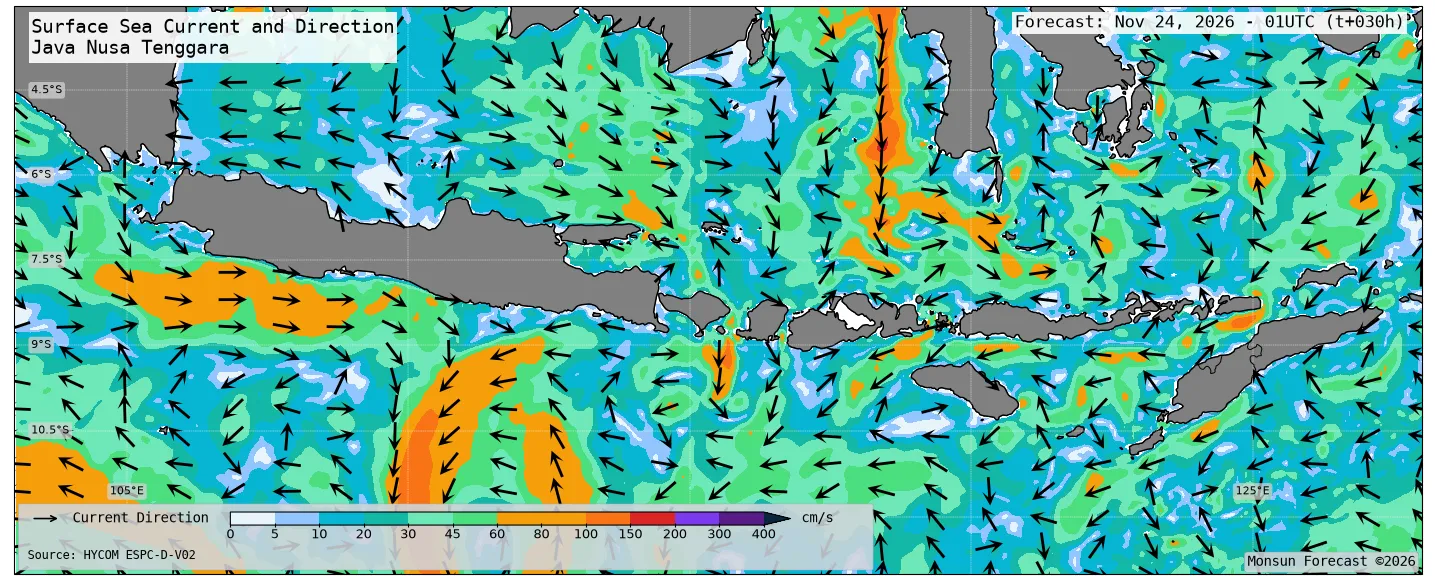 Surface Sea Current and Direction
Java Nusa Tenggara
Forecast: Nov 24, 2026 - 01UTC (t+030h)
4.5°S
6°S
7.5°S
9°S
10.5°S
105°E
125°E
Current Direction
0 5 10 20 30 45 60 80 100 150 200 300 400
cm/s
Source: HYCOM ESPC-D-V02
Monsun Forecast ©2026